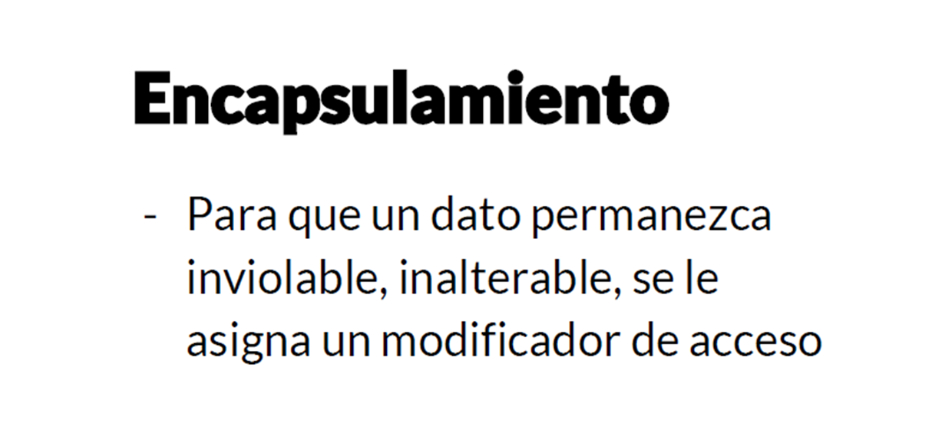 Encapsulamiento
- Para que un dato permanezca
inviolable, inalterable, se le
asigna un modificador de acceso